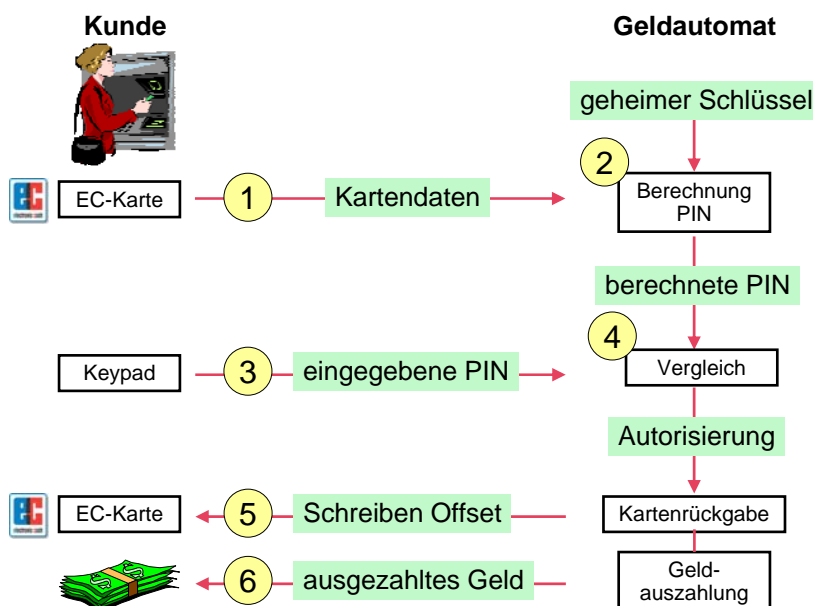 Kunde
Geldautomat
geheimer Schlüssel
2
EC-Karte
1
Kartendaten
Berechnung
PIN
berechnete PIN
4
Keypad
3
eingegebene PIN
Vergleich
Autorisierung
EC-Karte
5
Schreiben Offset
Kartenrückgabe
6
ausgezahltes Geld
Geld-
auszahlung